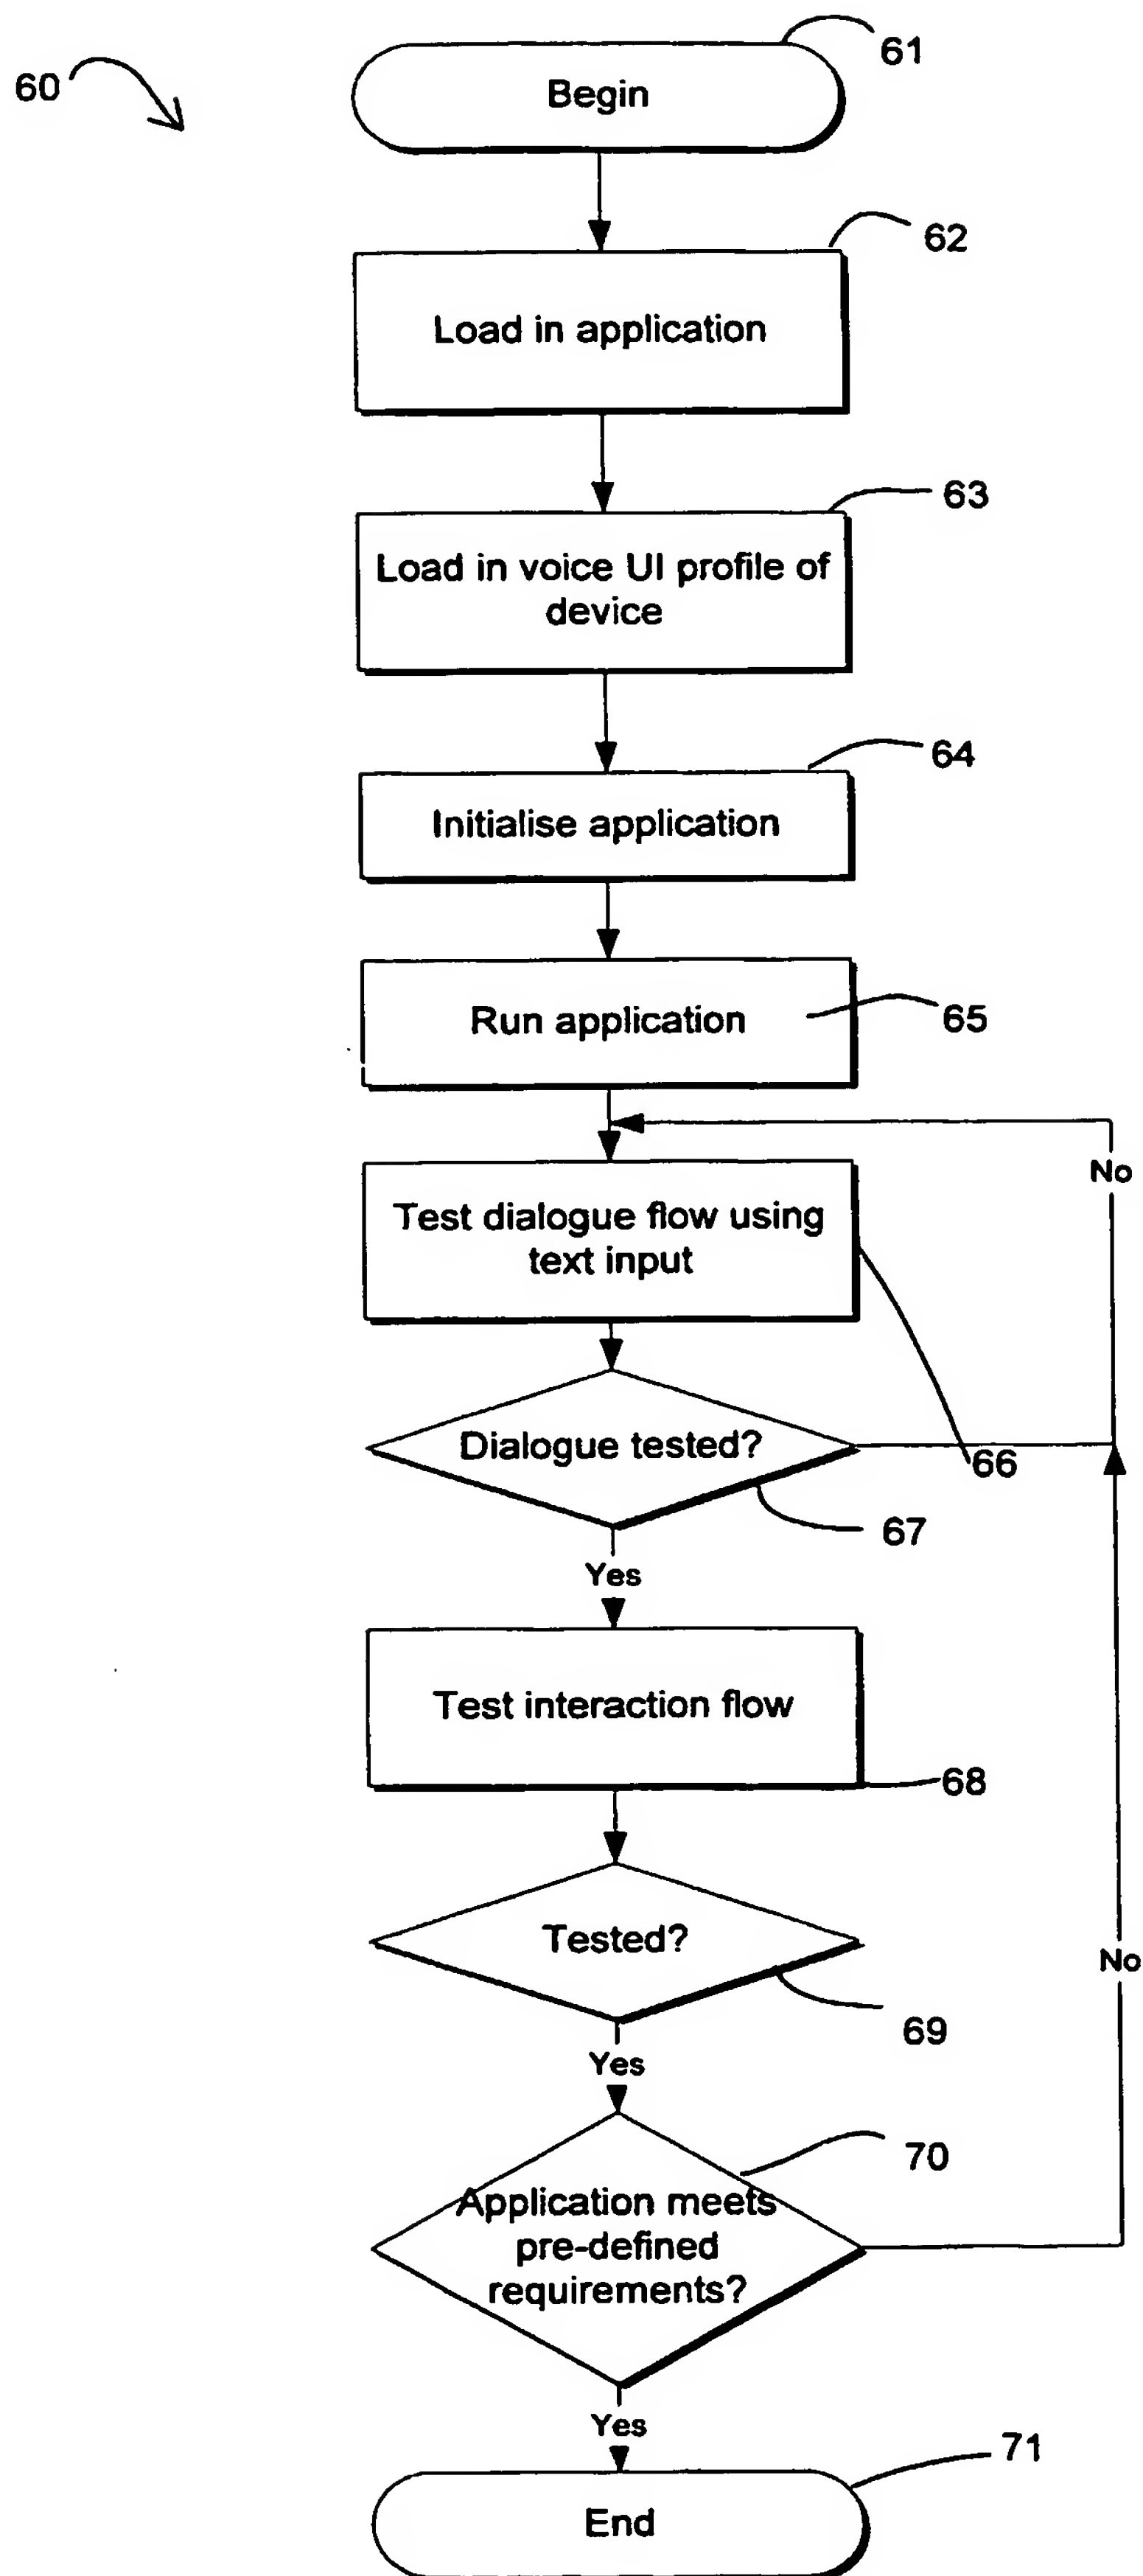 61
60
Begin
62
Load in application
63
Load in voice UI profile of
device
64
Initialise application
Run application
65
No
Test dialogue flow using
text input
Dialogue tested?
66
67
Yes
Test interaction flow
68
Tested?
No
69
Yes
70
Application meets
pre-defined
requirements?
Yes
71
End